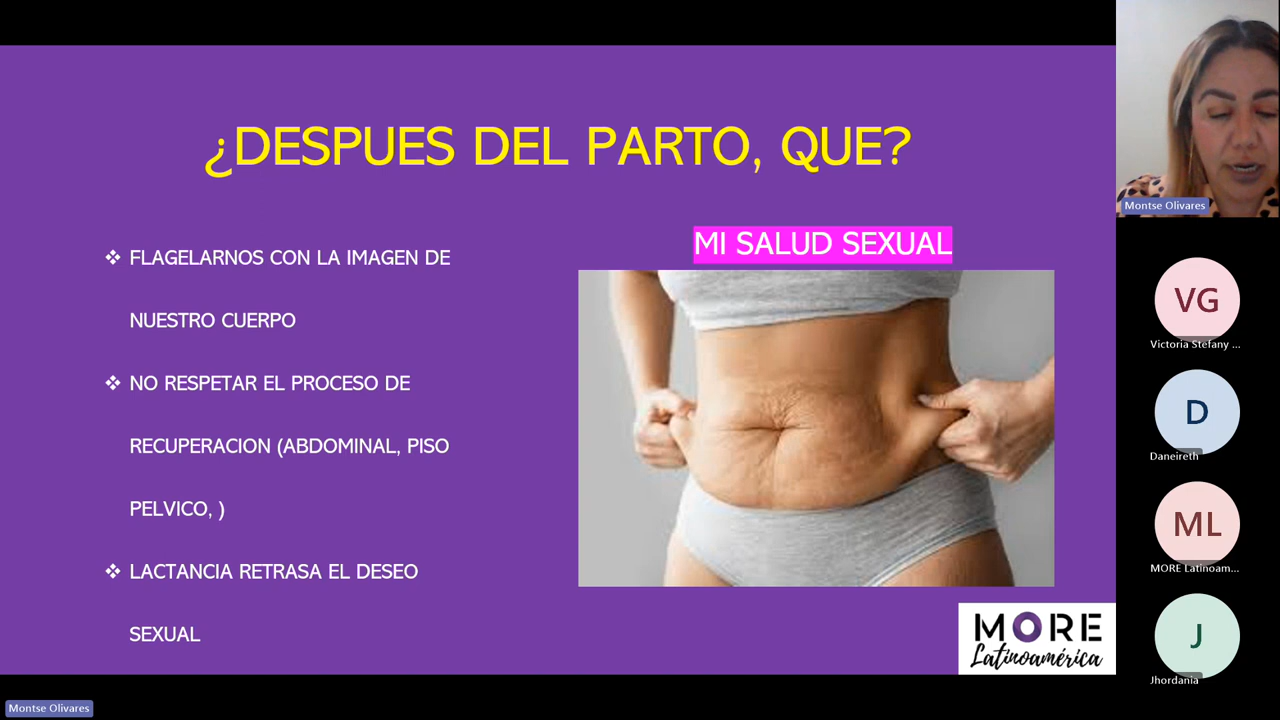 ¿DESPUES DEL PARTO, QUE?
❖ FLAGELARNOS CON LA IMAGEN DE
NUESTRO CUERPO
❖ NO RESPETAR EL PROCESO DE
RECUPERACION (ABDOMINAL, PISO
PELVICO, )
❖ LACTANCIA RETRASA EL DESEO
SEXUAL
MI SALUD SEXUAL
MORE
Latinoamérica
Montse Olivares
VG
Victoria Stefany ...
D
Daneireth
ML
MORE Latinoam...
J
Jhordania
Montse Olivares